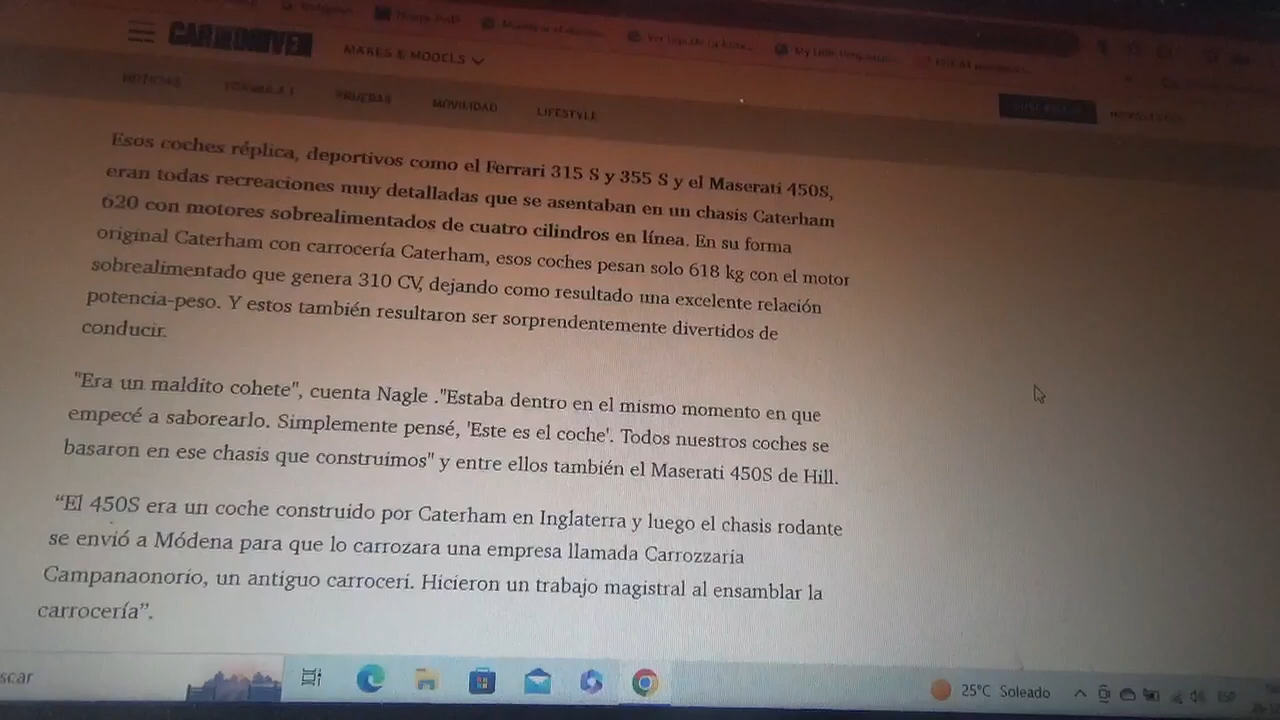 CARANDDRIVER
MAKES & MODELS
NOTICIAS FORMULA 1 PRUEBAS MOVILIDAD LIFESTYLE
Esos coches réplica, deportivos como el Ferrari 315 S y 355 S y el Maserati 450S,
eran todas recreaciones muy detalladas que se asentaban en un chasis Caterham
620 con motores sobrealimentados de cuatro cilindros en línea. En su forma
original Caterham con carrocería Caterham, esos coches pesan solo 618 kg con el motor
sobrealimentado que genera 310 CV, dejando como resultado una excelente relación
potencia-peso. Y estos también resultaron ser sorprendentemente divertidos de
conducir.
"Era un maldito cohete", cuenta Nagle ."Estaba dentro en el mismo momento en que
empecé a saborearlo. Simplemente pensé, 'Este es el coche'. Todos nuestros coches se
basaron en ese chasis que construimos" y entre ellos también el Maserati 450S de Hill.
“El 450S era un coche construido por Caterham en Inglaterra y luego el chasis rodante
se envió a Módena para que lo carrozara una empresa llamada Carrozzaria
Campanaonorio, un antiguo carroceri. Hicieron un trabajo magistral al ensamblar la
carrocería”.
scar
25°C Soleado
ESP